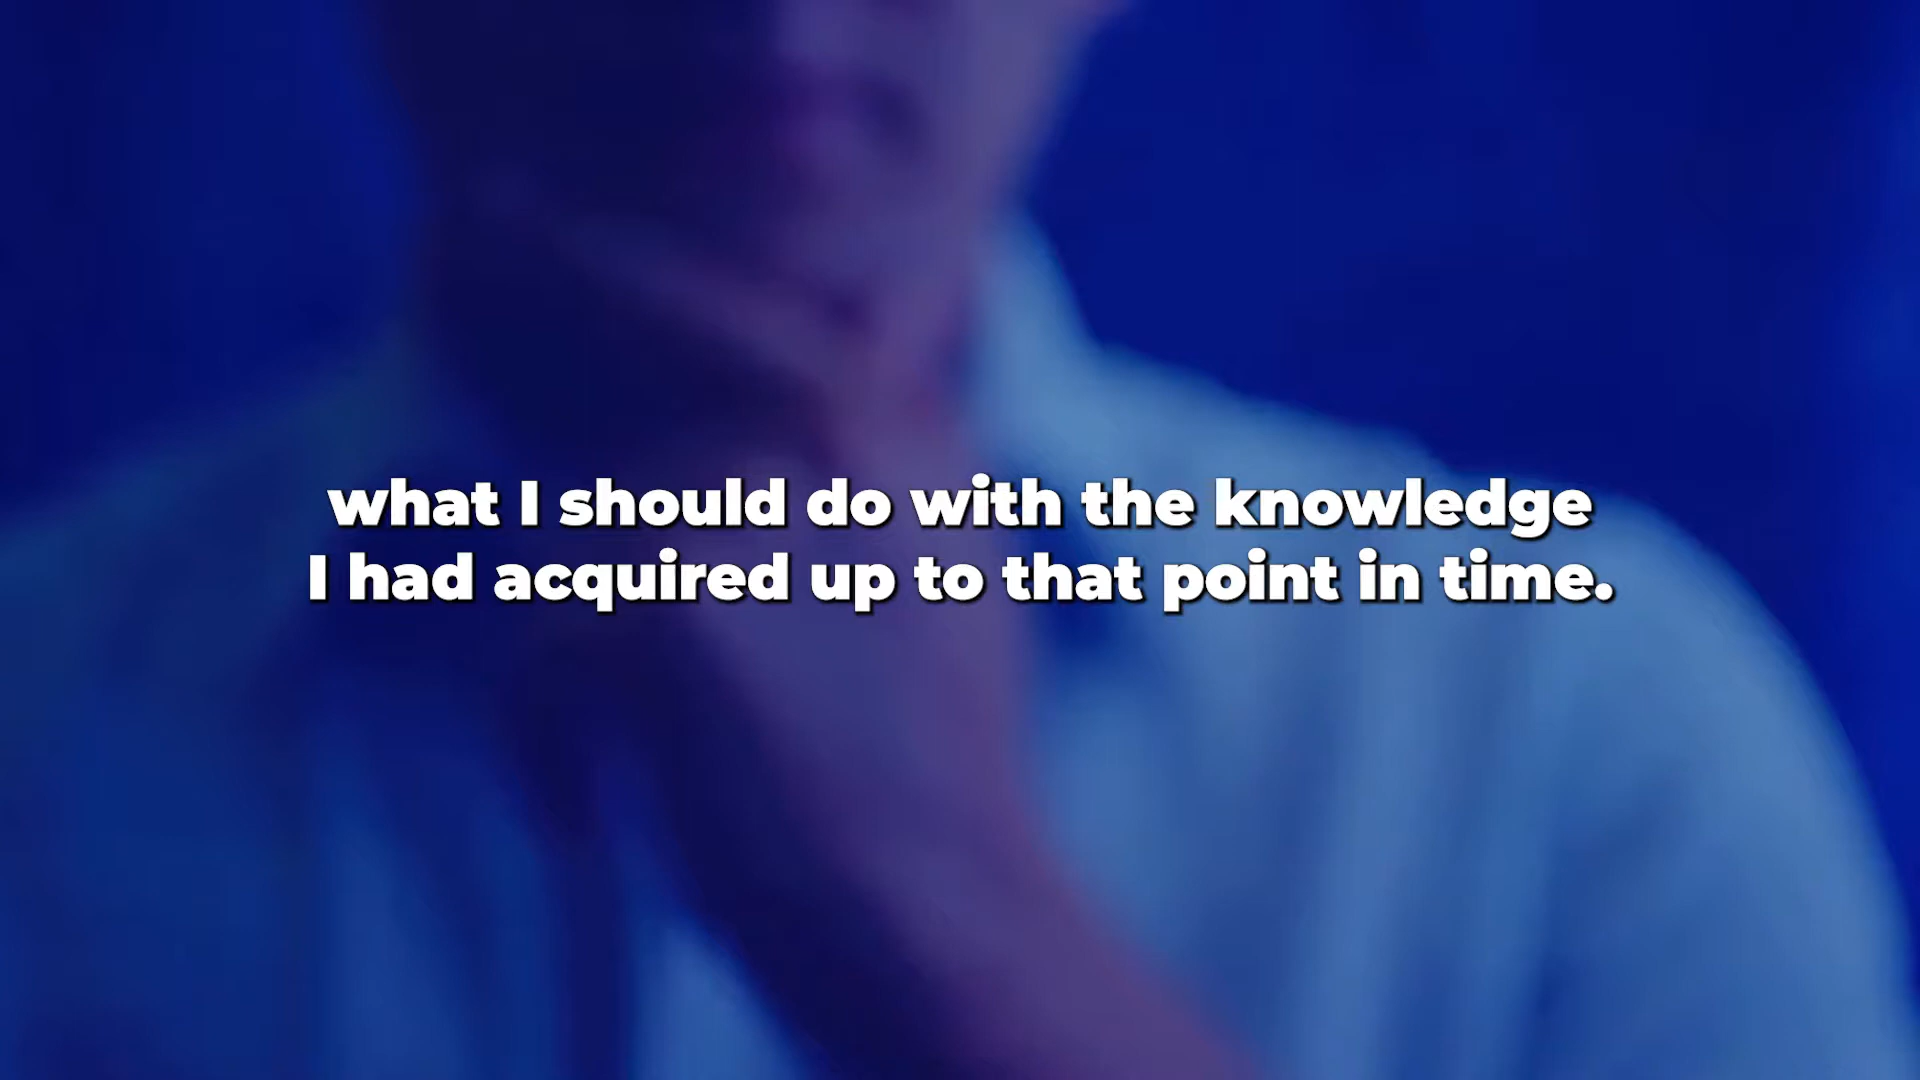 what I should do with the knowledge
I had acquired up to that point in time.